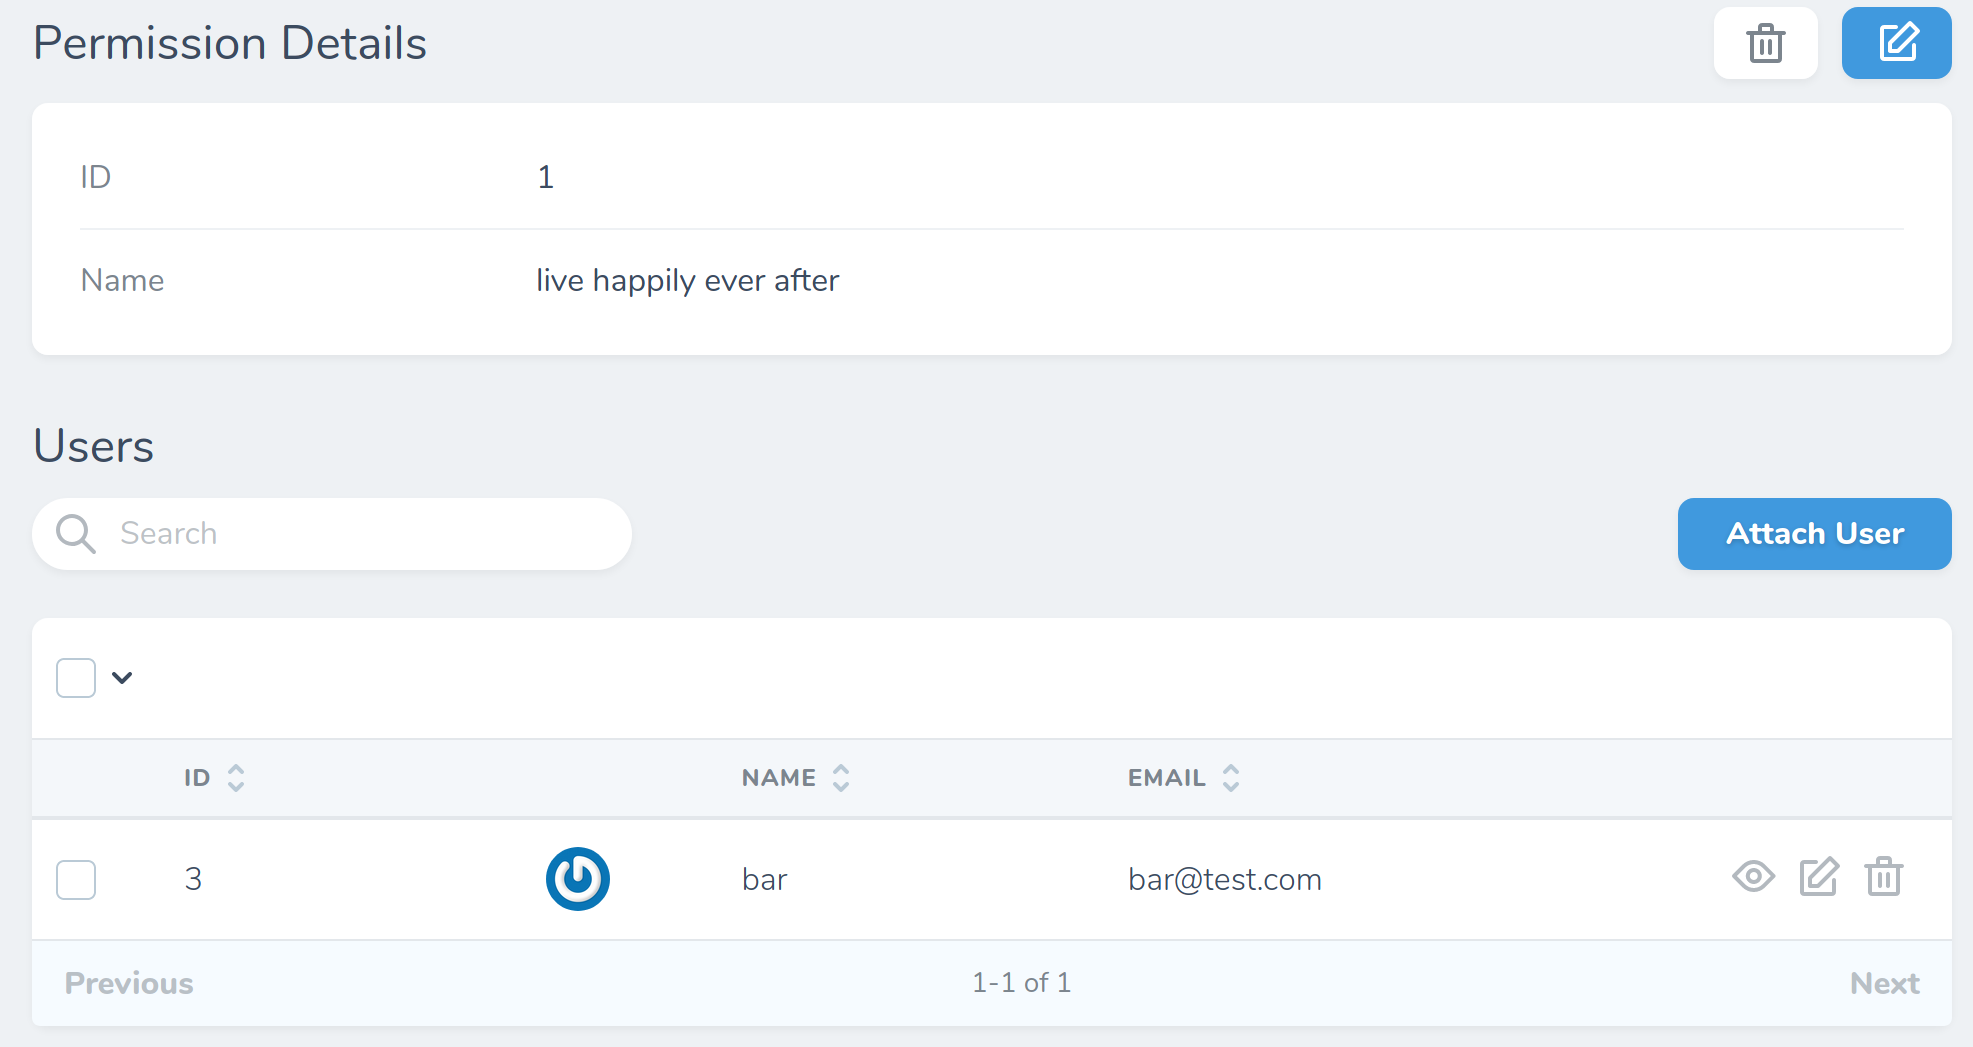 Permission Details
ID 1
Name live happily ever after
Users
Search
Attach User
ID NAME EMAIL
3 bar bar@test.com
Previous 1-1 of 1 Next